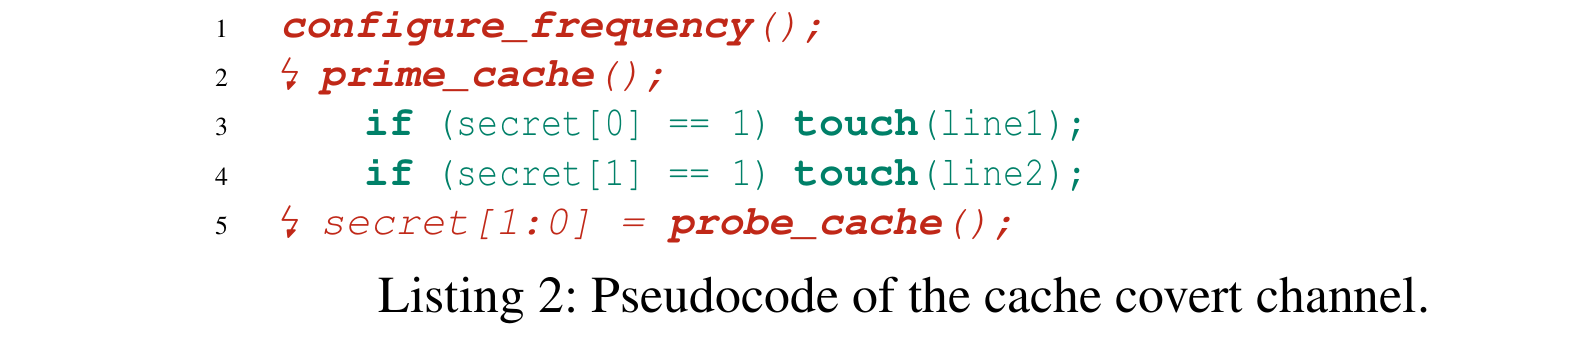 1 configure_frequency();
2 ϟ prime_cache();
3 if (secret[0] == 1) touch(line1);
4 if (secret[1] == 1) touch(line2);
5 ϟ secret[1:0] = probe_cache();
Listing 2: Pseudocode of the cache covert channel.